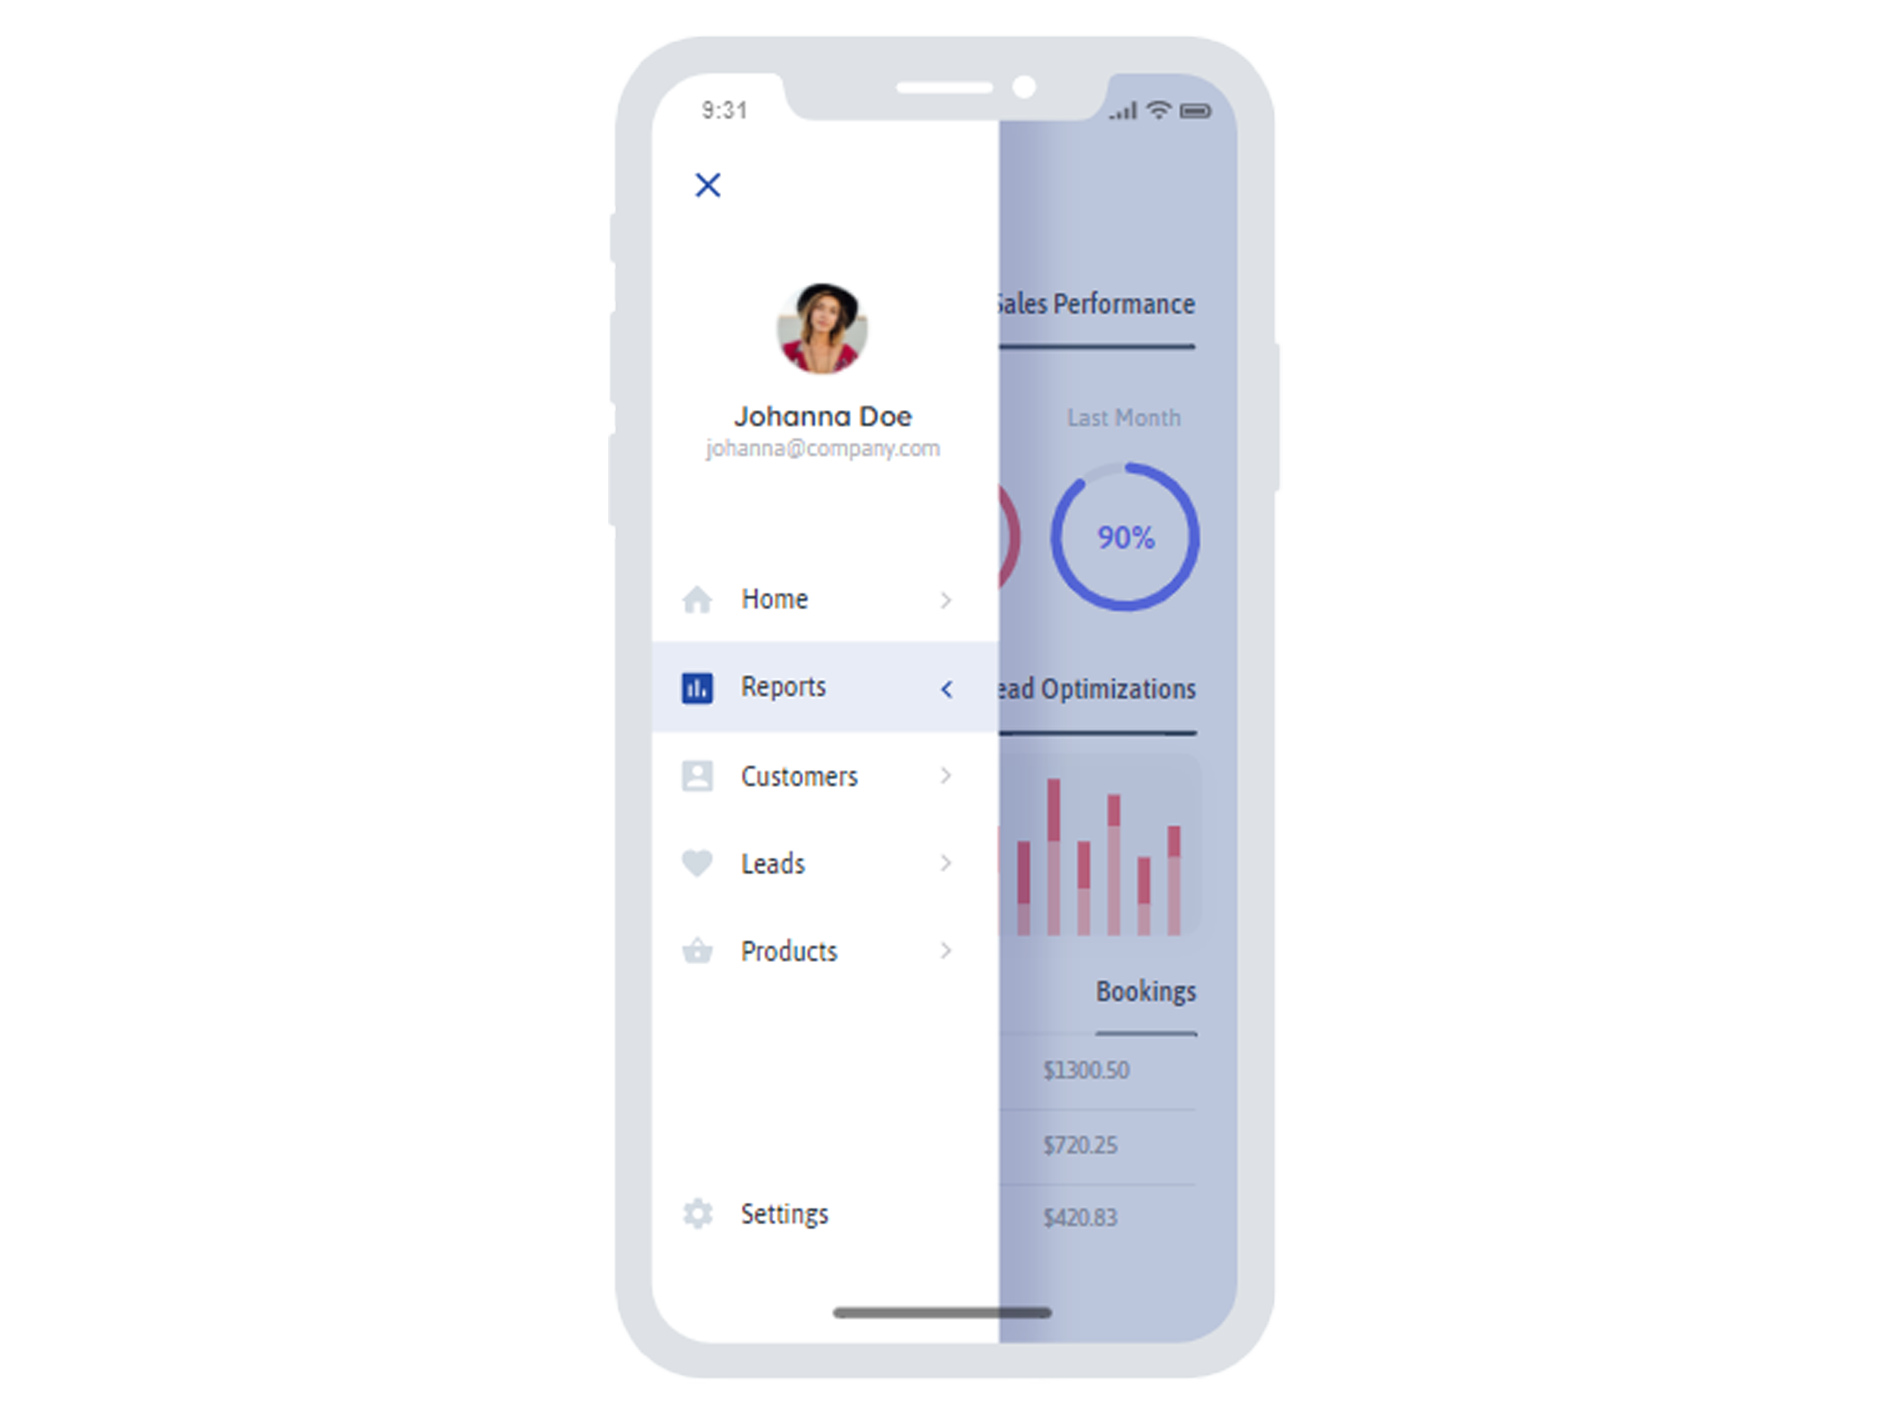 9:31
Johanna Doe
johanna@company.com
Home
Reports
Customers
Leads
Products
Settings
Sales Performance
Last Month
90%
ead Optimizations
Bookings
$1300.50
$720.25
$420.83